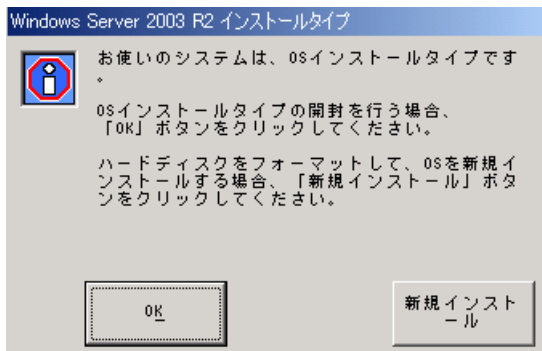 Windows Server 2003 R2 インストールタイプ
お使いのシステムは、OSインストールタイプです
。
OSインストールタイプの開封を行う場合、
「OK」ボタンをクリックしてください。
ハードディスクをフォーマットして、OSを新規イ
ンストールする場合、「新規インストール」ボタ
ンをクリックしてください。
OK
新規インスト
ール